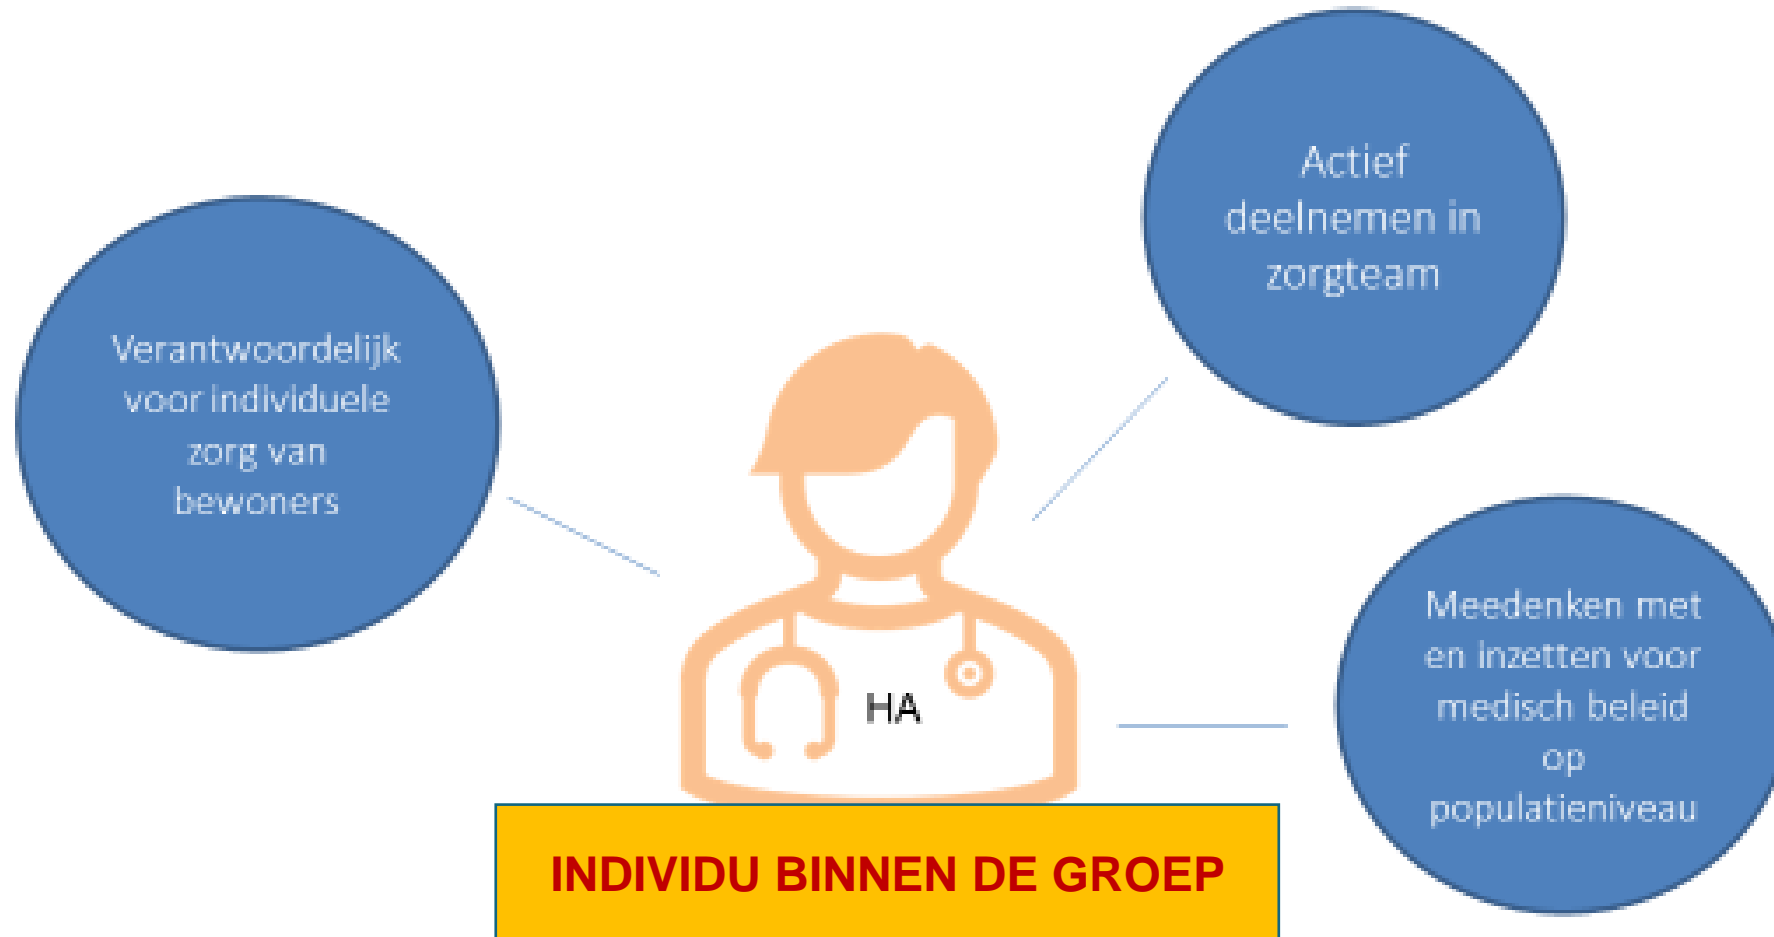 Verantwoordelijk
voor individuele
zorg van
bewoners
Actief
deelnemen in
zorgteam
Meedenken met
en inzetten voor
medisch beleid
op
populatieniveau
HA
INDIVIDU BINNEN DE GROEP